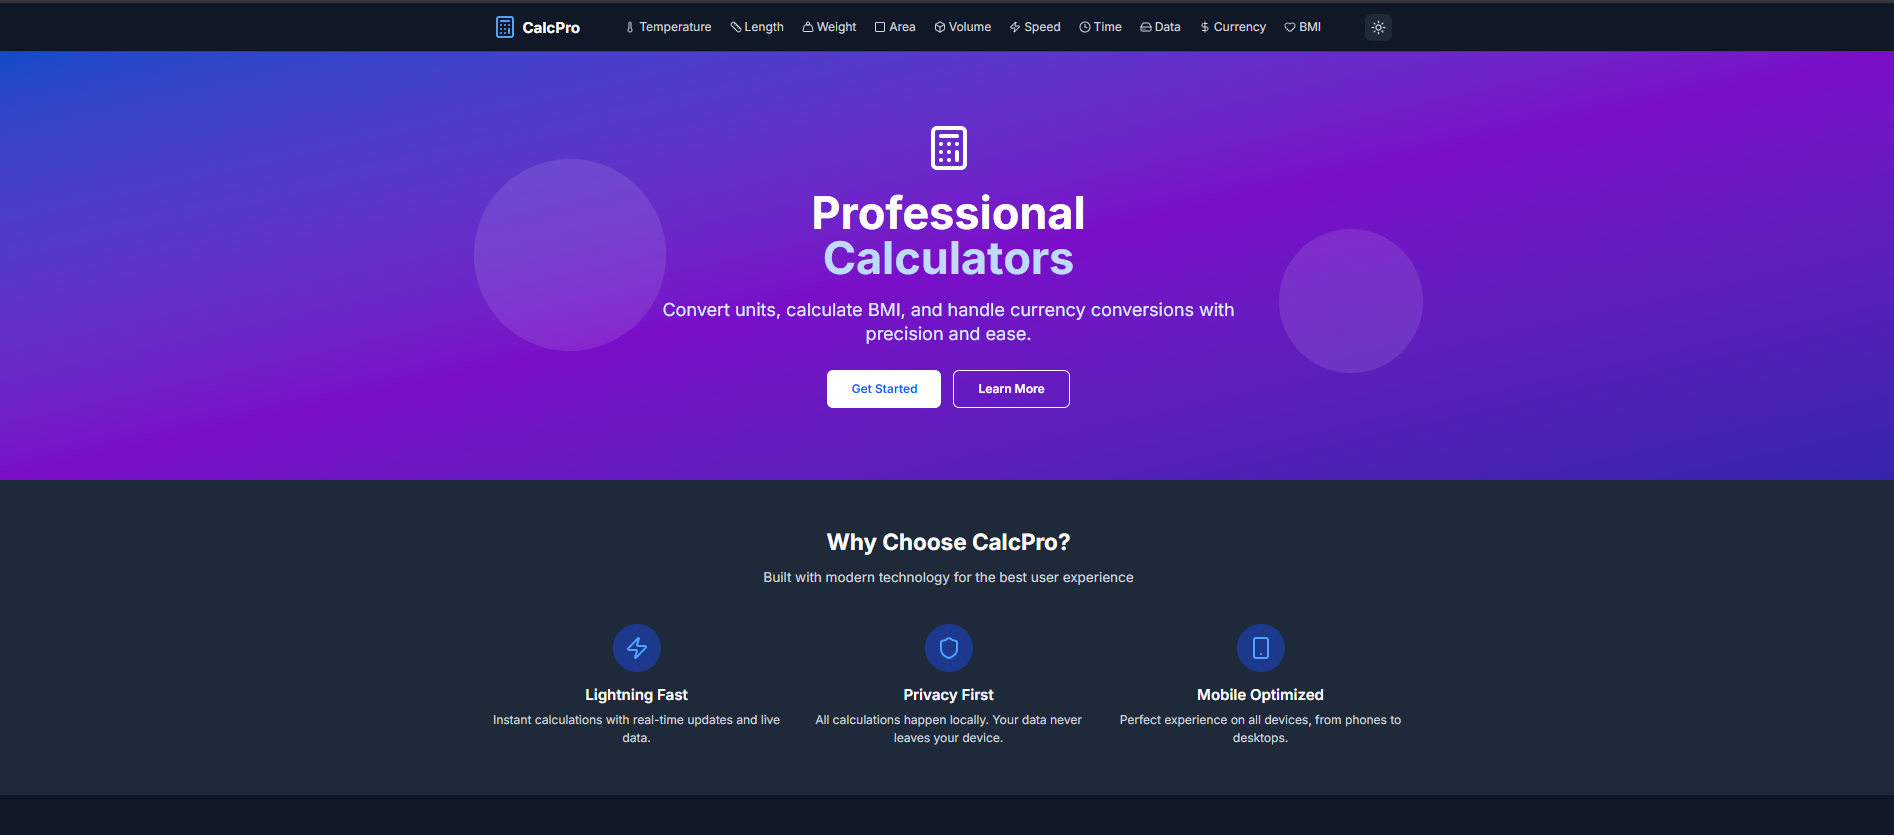 CalcPro
Temperature Length Weight Area Volume Speed Time Data Currency BMI
Professional
Calculators
Convert units, calculate BMI, and handle currency conversions with
precision and ease.
Get Started
Learn More
Why Choose CalcPro?
Built with modern technology for the best user experience
Lightning Fast
Instant calculations with real-time updates and live
data.
Privacy First
All calculations happen locally. Your data never
leaves your device.
Mobile Optimized
Perfect experience on all devices, from phones to
desktops.